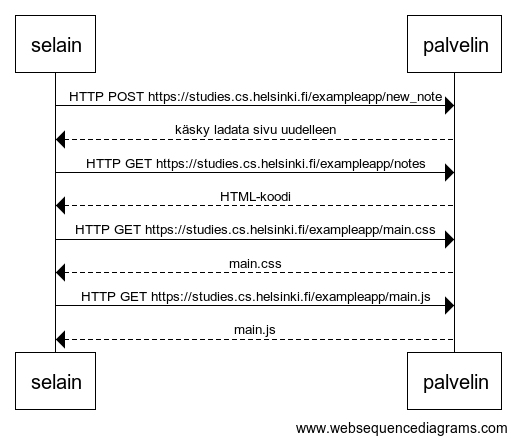 selain
palvelin
HTTP POST https://studies.cs.helsinki.fi/exampleapp/new_note
käsky ladata sivu uudelleen
HTTP GET https://studies.cs.helsinki.fi/exampleapp/notes
HTML-koodi
HTTP GET https://studies.cs.helsinki.fi/exampleapp/main.css
main.css
HTTP GET https://studies.cs.helsinki.fi/exampleapp/main.js
main.js
selain
palvelin
www.websequencediagrams.com